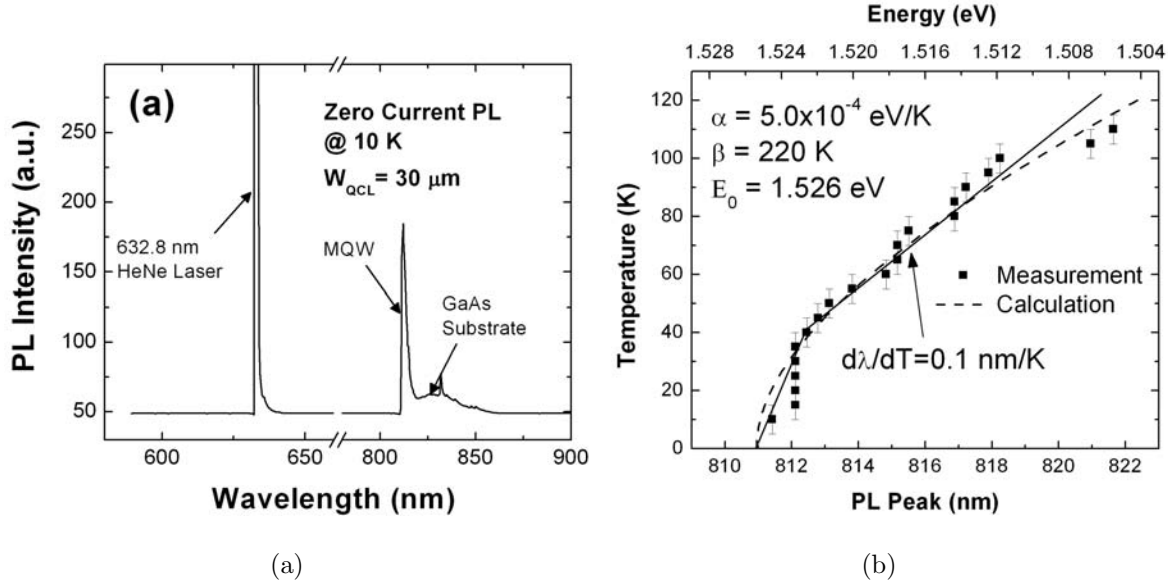 (a)
Zero Current PL
@ 10 K
W_QCL = 30 μm
632.8 nm
HeNe Laser
MQW
GaAs
Substrate
PL Intensity (a.u.)
250
200
150
100
50
600 650 800 850 900
Wavelength (nm)
(a)
Energy (eV)
1.528 1.524 1.520 1.516 1.512 1.508 1.504
α = 5.0x10⁻⁴ eV/K
β = 220 K
E₀ = 1.526 eV
Measurement
Calculation
dλ/dT=0.1 nm/K
Temperature (K)
120
100
80
60
40
20
0
810 812 814 816 818 820 822
PL Peak (nm)
(b)